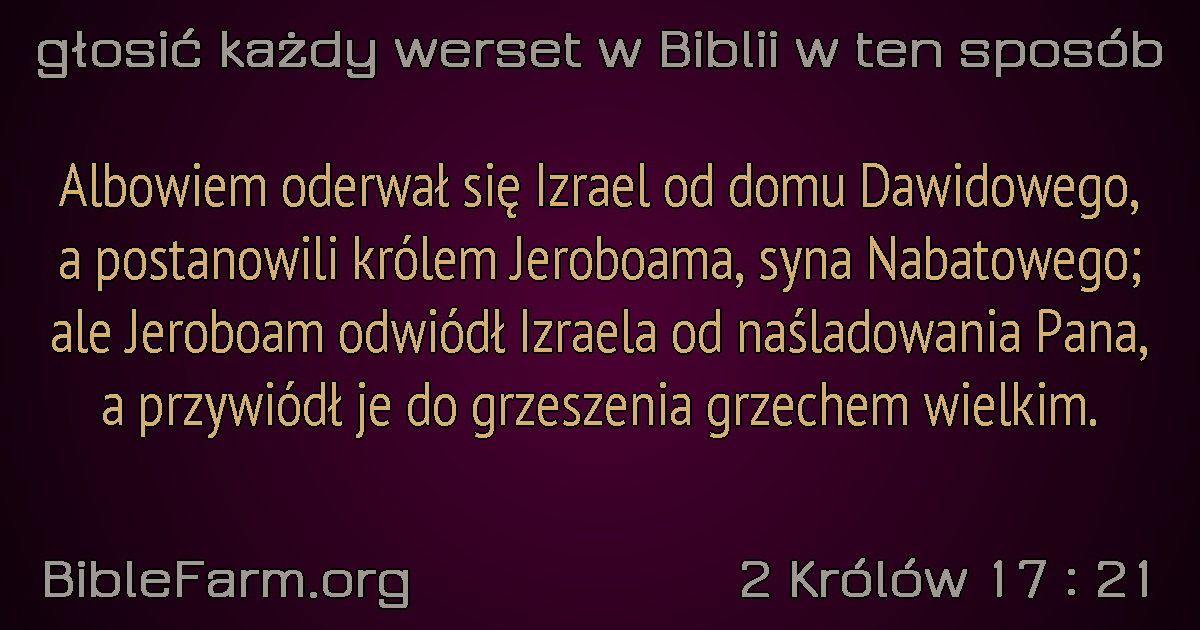 głosić każdy werset w Biblii w ten sposób
Albowiem oderwał się Izrael od domu Dawidowego,
a postanowili królem Jeroboama, syna Nabatowego;
ale Jeroboam odwiódł Izraela od naśladowania Pana,
a przywiódł je do grzeszenia grzechem wielkim.
BibleFarm.org
2 Królów 17 : 21